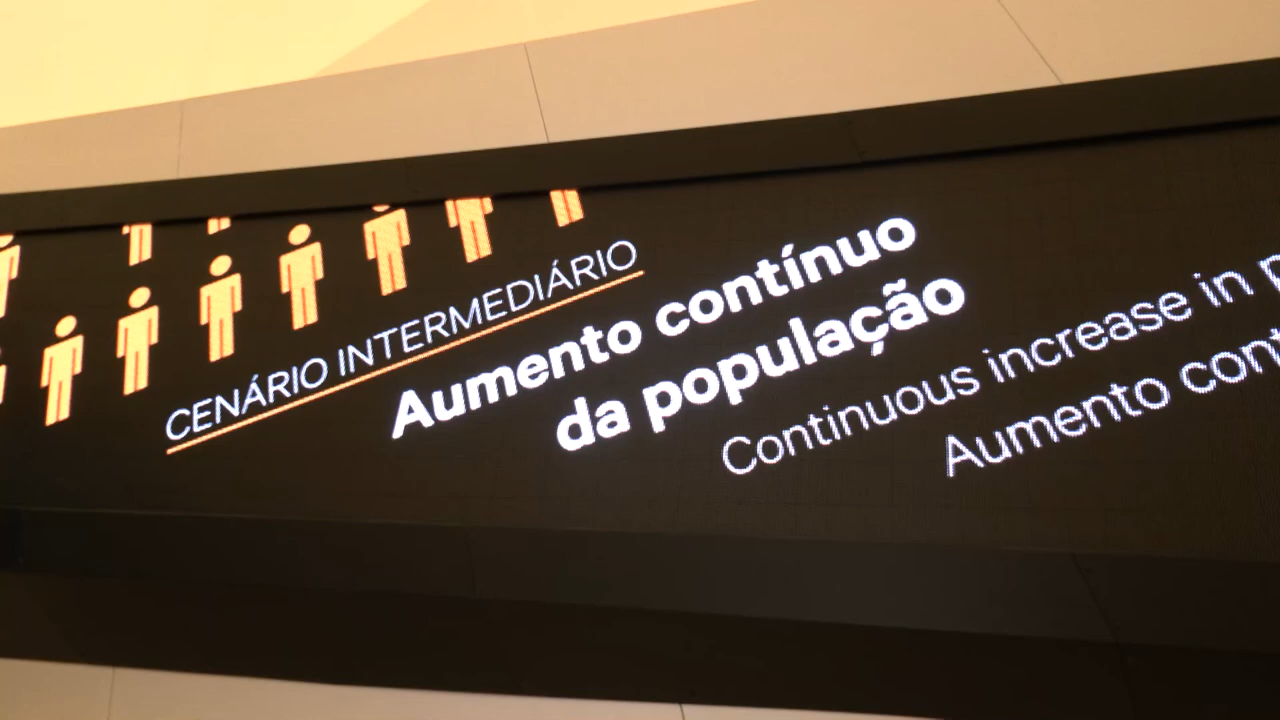 CENÁRIO INTERMEDIÁRIO
Aumento contínuo
da população
Continuous increase in
Aumento